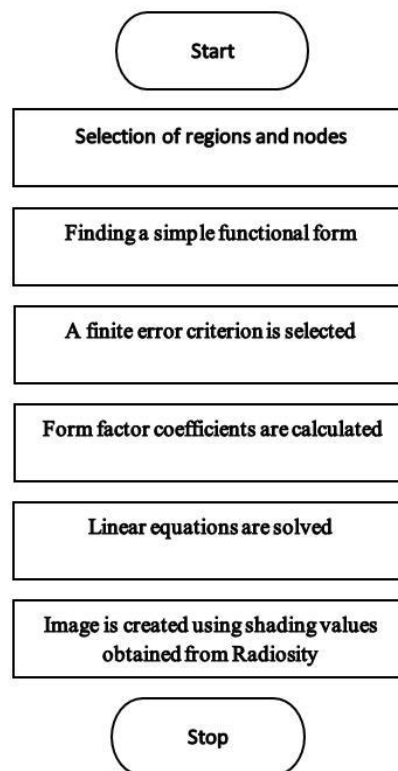 Start
Selection of regions and nodes
Finding a simple functional form
A finite error criterion is selected
Form factor coefficients are calculated
Linear equations are solved
Image is created using shading values
obtained from Radiosity
Stop